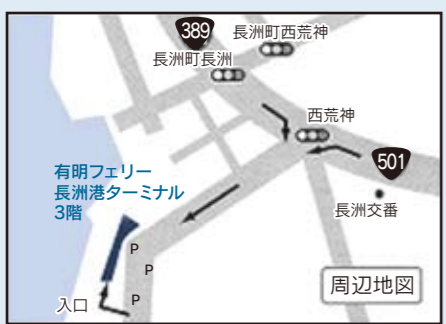 389
長洲町西荒神
長洲町長洲
西荒神
501
有明フェリー
長洲港ターミナル
3階
長洲交番
P
P
P
入口
周辺地図